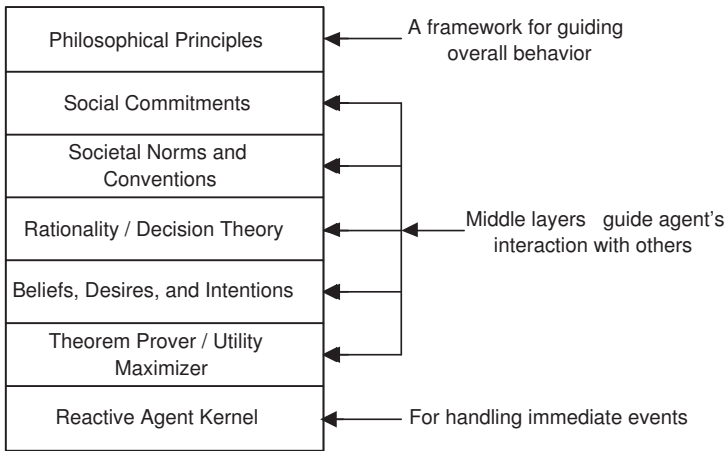 Philosophical Principles
A framework for guiding
overall behavior
Social Commitments
Societal Norms and
Conventions
Rationality / Decision Theory
Middle layers guide agent's
interaction with others
Beliefs, Desires, and Intentions
Theorem Prover / Utility
Maximizer
Reactive Agent Kernel
For handling immediate events